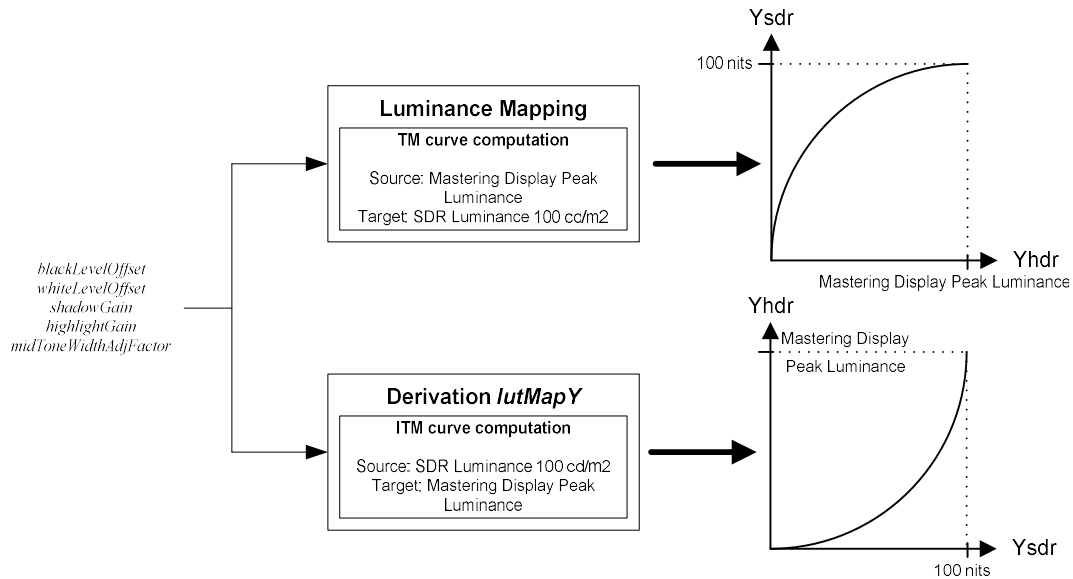 Ysdr
100 nits
Luminance Mapping
TM curve computation
Source: Mastering Display Peak
Luminance
Target: SDR Luminance 100 cd/m2
Yhdr
Mastering Display Peak Luminance
blackLevelOffset
whiteLevelOffset
shadowGain
highlightGain
midToneWidthAdjFactor
Yhdr
Mastering Display
Peak Luminance
Derivation lutMapY
ITM curve computation
Source: SDR Luminance 100 cd/m2
Target: Mastering Display Peak
Luminance
Ysdr
100 nits